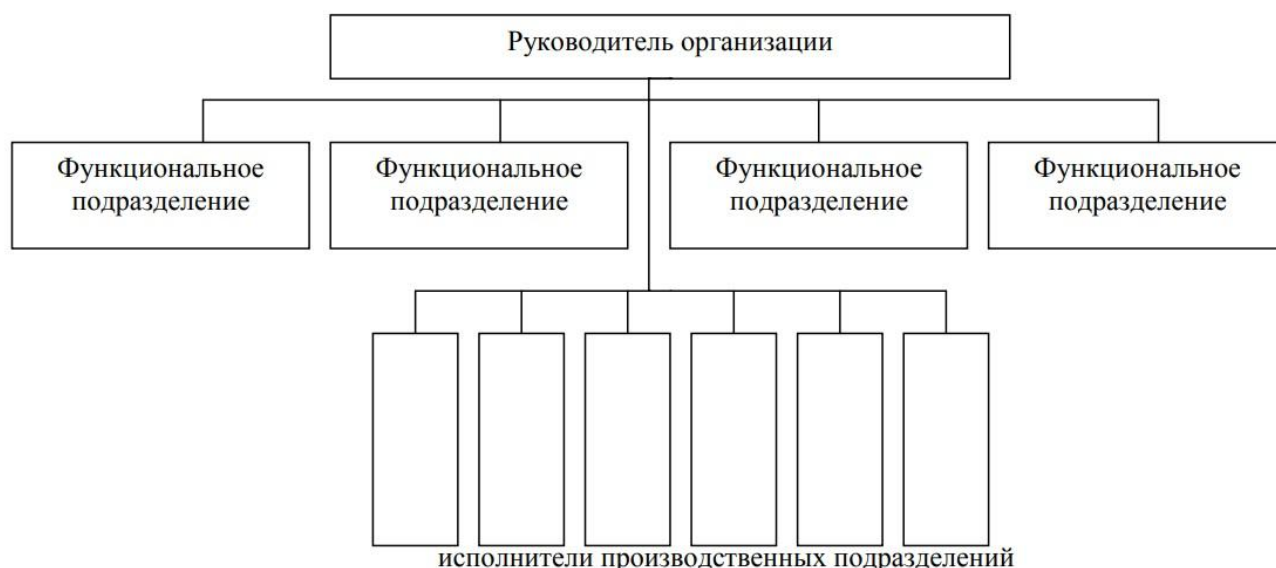 Руководитель организации
Функциональное
подразделение
Функциональное
подразделение
Функциональное
подразделение
Функциональное
подразделение
исполнители производственных подразделений